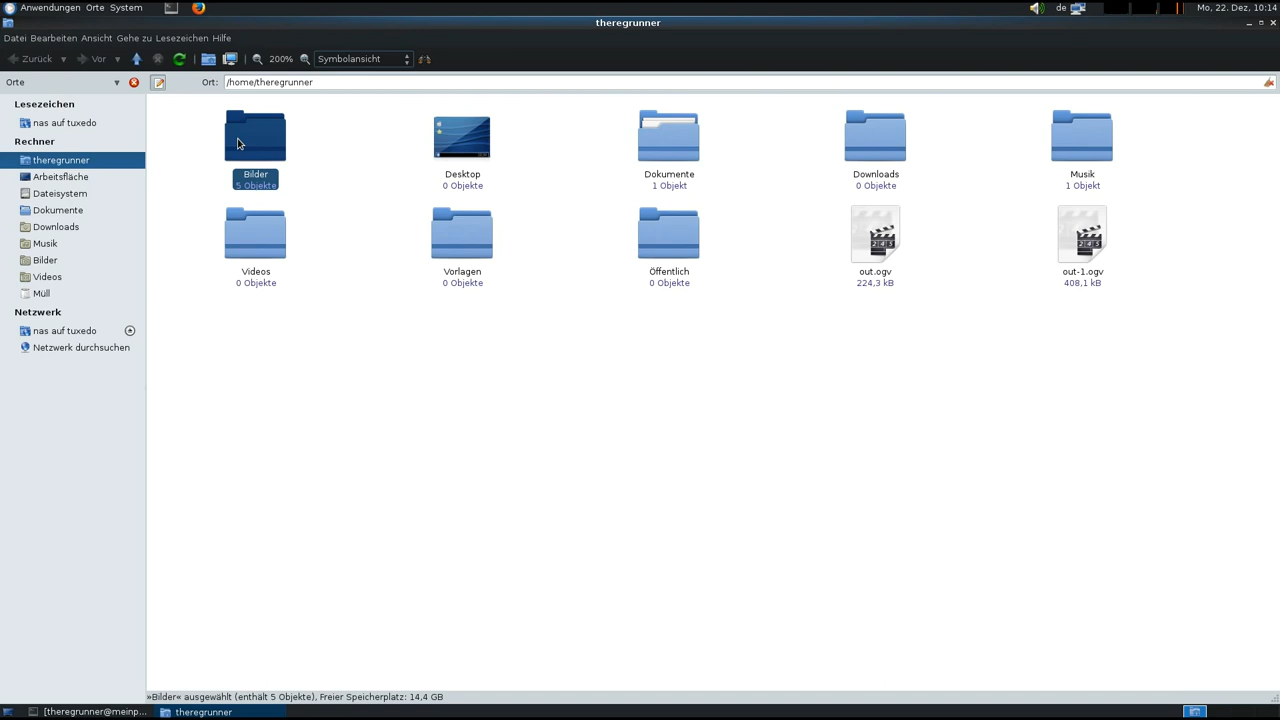 Anwendungen Orte System
de
Mo, 22. Dez, 10:14
theregrunner
Datei Bearbeiten Ansicht Gehe zu Lesezeichen Hilfe
Zurück Vor 200% Symbolansicht
Orte
Ort: /home/theregrunner
Lesezeichen
nas auf tuxedo
Rechner
theregrunner
Arbeitsfläche
Dateisystem
Dokumente
Downloads
Musik
Bilder
Videos
Müll
Netzwerk
nas auf tuxedo
Netzwerk durchsuchen
Bilder
5 Objekte
Desktop
0 Objekte
Dokumente
1 Objekt
Downloads
0 Objekte
Musik
1 Objekt
Videos
0 Objekte
Vorlagen
0 Objekte
Öffentlich
0 Objekte
out.ogv
224,3 kB
out-1.ogv
408,1 kB
»Bilder« ausgewählt (enthält 5 Objekte), Freier Speicherplatz: 14,4 GB
[theregrunner@meinp...
theregrunner